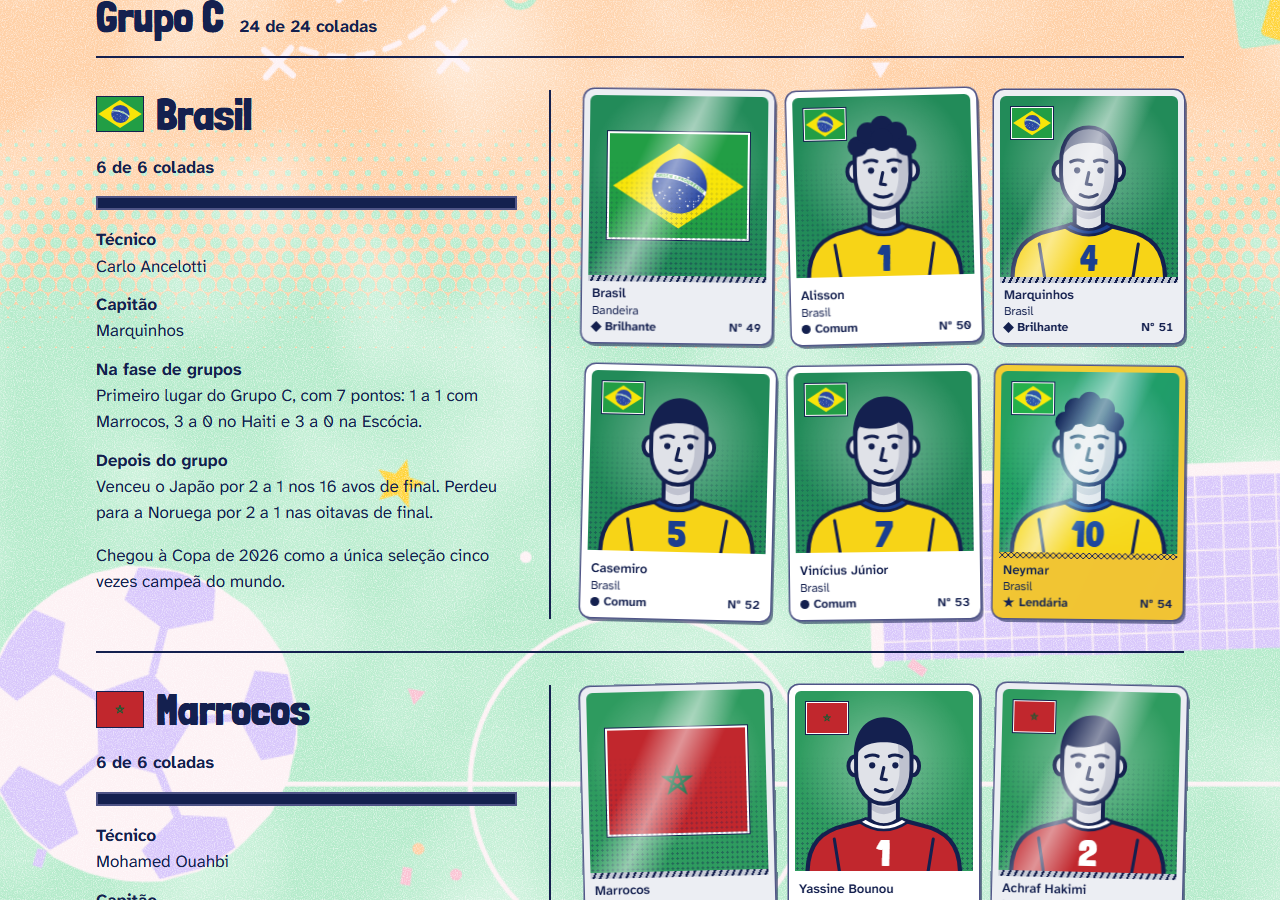 Grupo C
24 de 24 coladas
Brasil
6 de 6 coladas
Técnico
Carlo Ancelotti
Capitão
Marquinhos
Na fase de grupos
Primeiro lugar do Grupo C, com 7 pontos: 1 a 1 com
Marrocos, 3 a 0 no Haiti e 3 a 0 na Escócia.
Depois do grupo
Venceu o Japão por 2 a 1 nos 16 avos de final. Perdeu
para a Noruega por 2 a 1 nas oitavas de final.
Chegou à Copa de 2026 como a única seleção cinco
vezes campeã do mundo.
Brasil
Bandeira
Brilhante
Nº 49
1
Alisson
Brasil
Comum
Nº 50
4
Marquinhos
Brasil
Brilhante
Nº 51
5
Casemiro
Brasil
Comum
Nº 52
7
Vinícius Júnior
Brasil
Comum
Nº 53
10
Neymar
Brasil
Lendária
Nº 54
Marrocos
6 de 6 coladas
Técnico
Mohamed Ouahbi
Capitão
Marrocos
1
Yassine Bounou
2
Achraf Hakimi